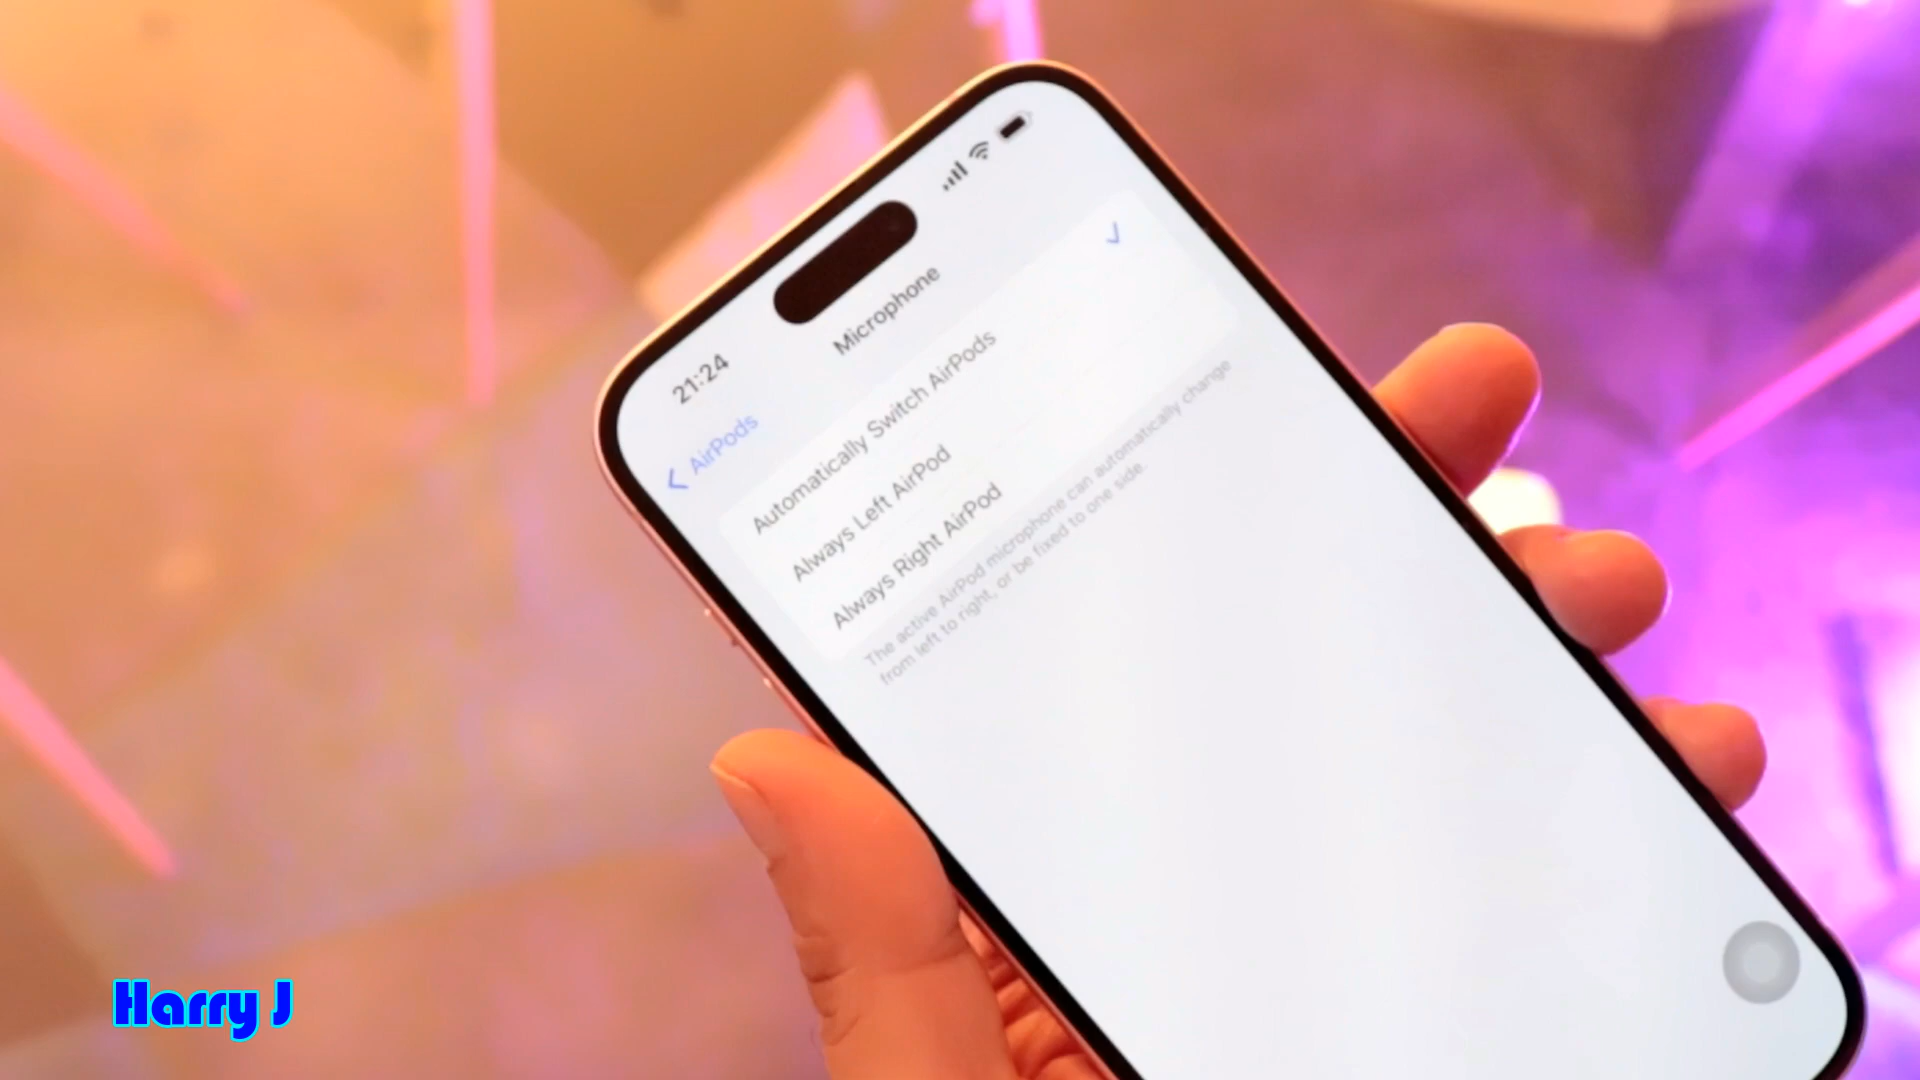 21:24
AirPods
Microphone
Automatically Switch AirPods
Always Left AirPod
Always Right AirPod
The active AirPod microphone can automatically change
from left to right, or be fixed to one side.
Harry J